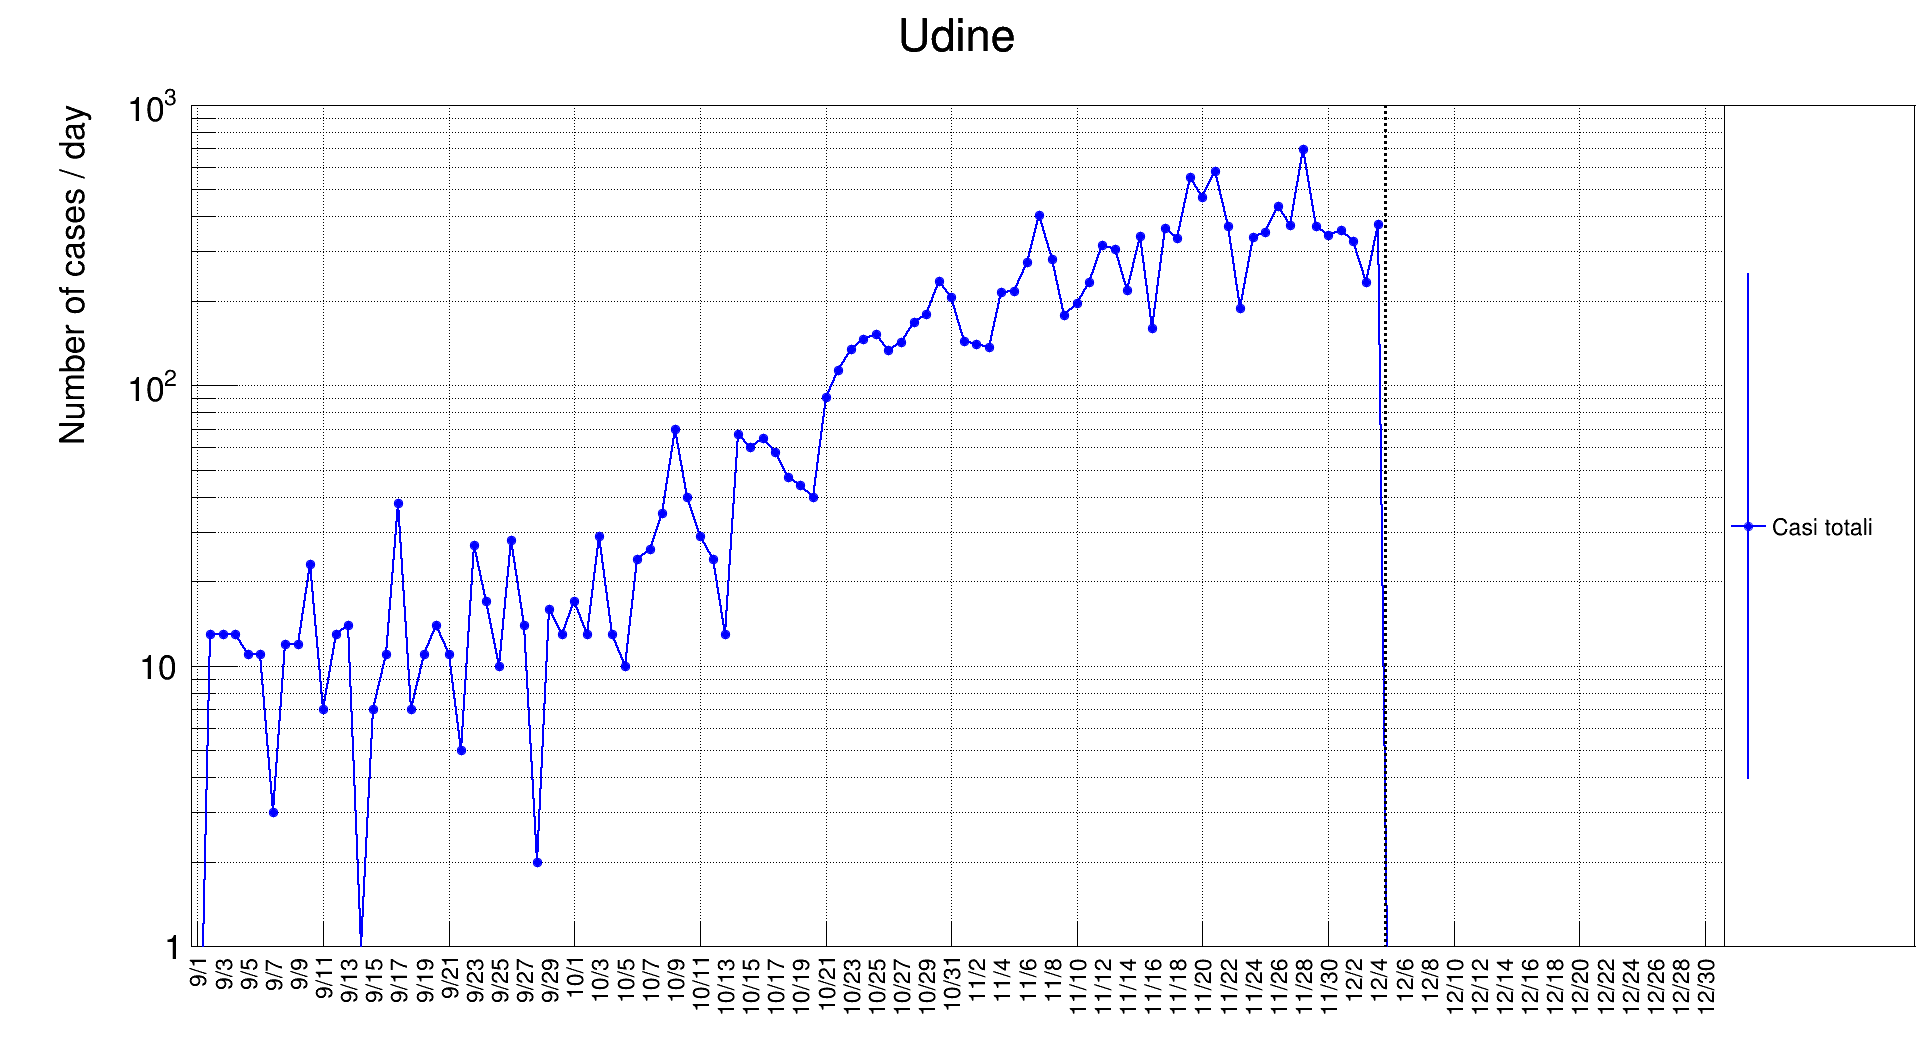 Udine
Number of cases / day
10³
10²
10
1
9/1 9/3 9/5 9/7 9/9 9/11 9/13 9/15 9/17 9/19 9/21 9/23 9/25 9/27 9/29 10/1 10/3 10/5 10/7 10/9 10/11 10/13 10/15 10/17 10/19 10/21 10/23 10/25 10/27 10/29 10/31 11/2 11/4 11/6 11/8 11/10 11/12 11/14 11/16 11/18 11/20 11/22 11/24 11/26 11/28 11/30 12/2 12/4 12/6 12/8 12/10 12/12 12/14 12/16 12/18 12/20 12/22 12/24 12/26 12/28 12/30
Casi totali